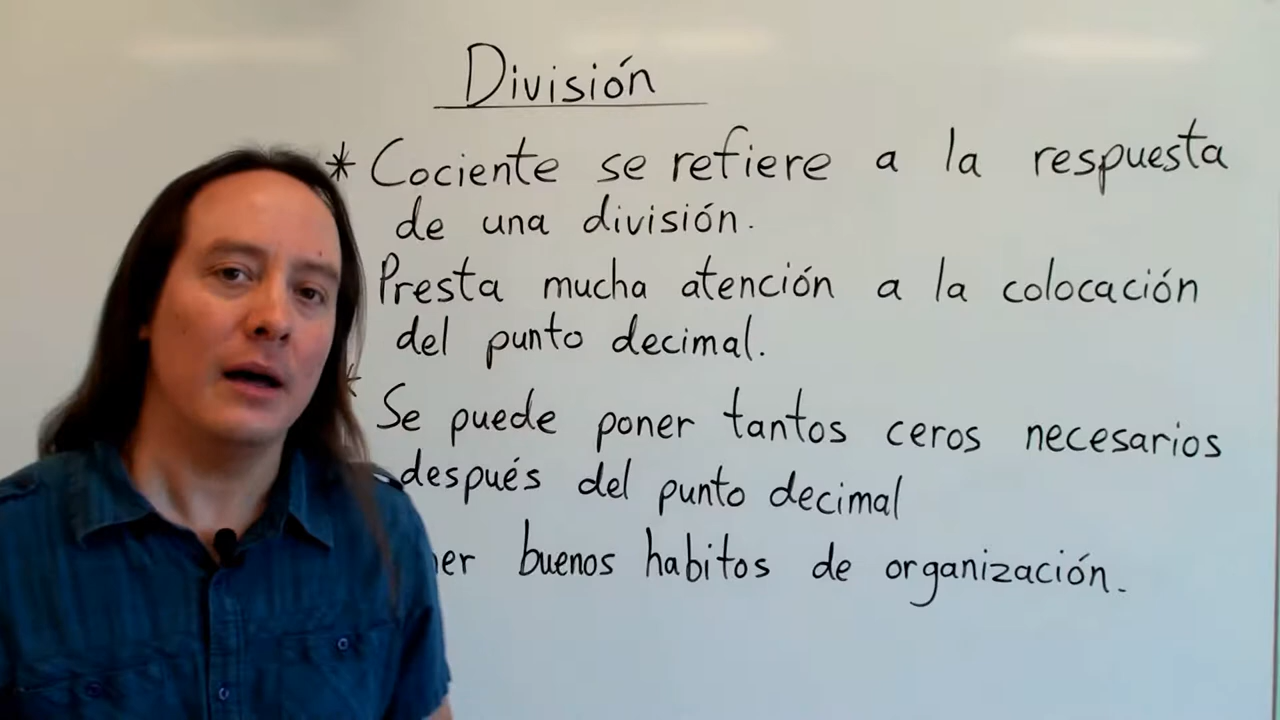 División
* Cociente se refiere a la respuesta
de una división.
Presta mucha atención a la colocación
del punto decimal.
* Se puede poner tantos ceros necesarios
después del punto decimal
buenos habitos de organización.